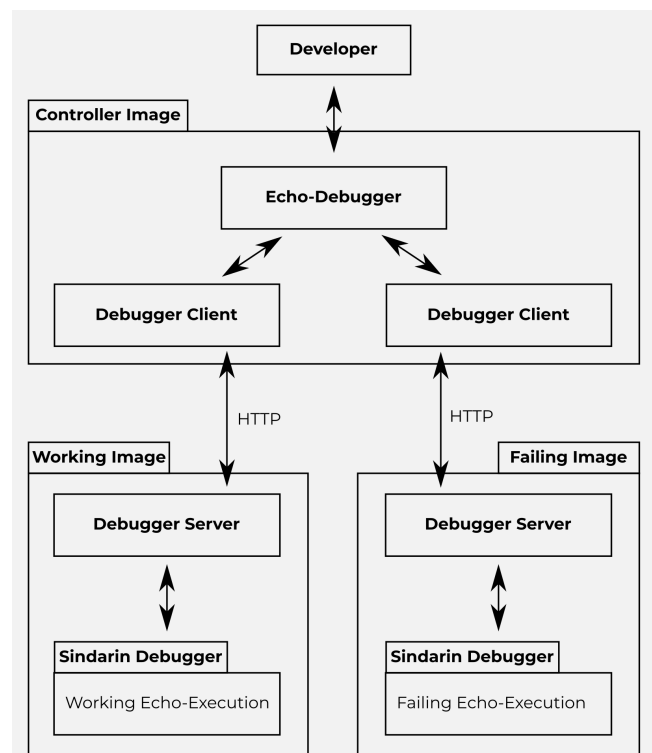 Developer
Controller Image
Echo-Debugger
Debugger Client
Debugger Client
HTTP
HTTP
Working Image
Failing Image
Debugger Server
Debugger Server
Sindarin Debugger
Sindarin Debugger
Working Echo-Execution
Failing Echo-Execution